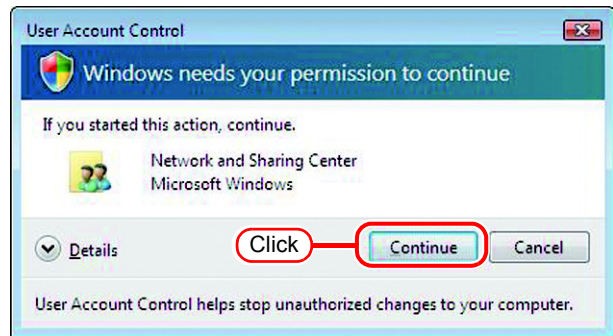 User Account Control
Windows needs your permission to continue
If you started this action, continue.
Network and Sharing Center
Microsoft Windows
Details
Click
Continue
Cancel
User Account Control helps stop unauthorized changes to your computer.